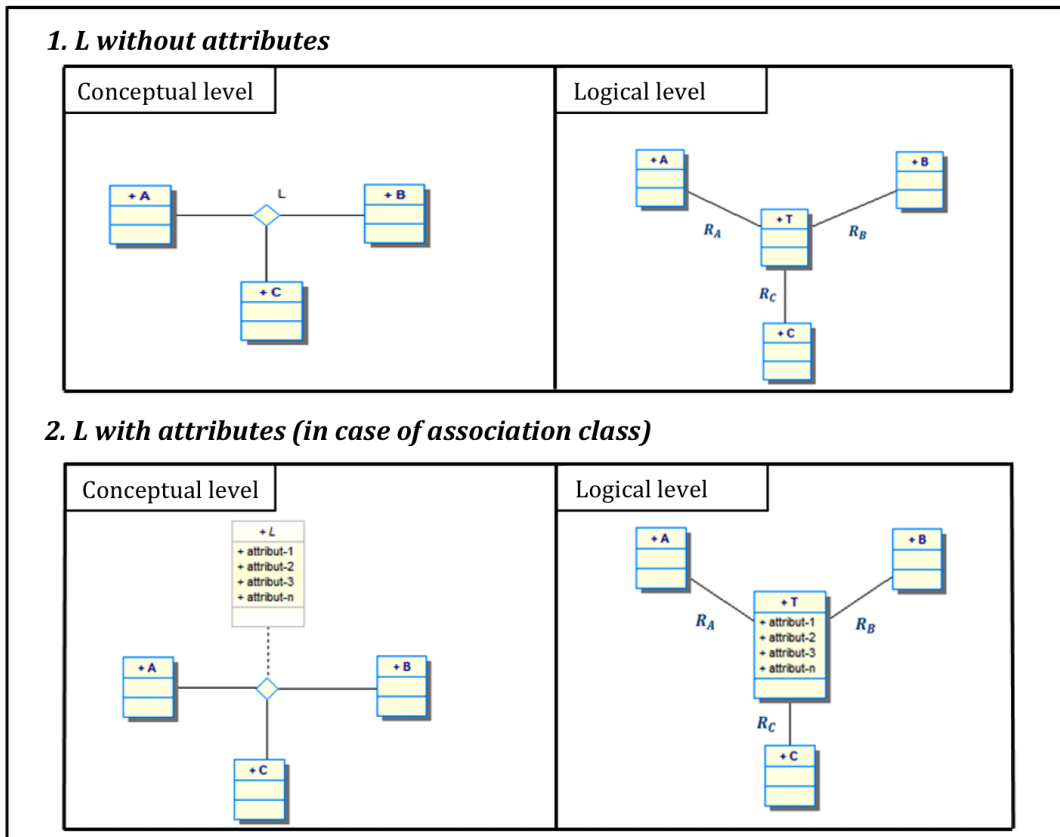 1. L without attributes
Conceptual level
+ A
L
+ B
+ C
Logical level
+ A
+ B
+ T
R_A
R_B
R_C
+ C
2. L with attributes (in case of association class)
Conceptual level
+ L
+ attribut-1
+ attribut-2
+ attribut-3
+ attribut-n
+ A
+ B
+ C
Logical level
+ A
+ B
+ T
+ attribut-1
+ attribut-2
+ attribut-3
+ attribut-n
R_A
R_B
R_C
+ C